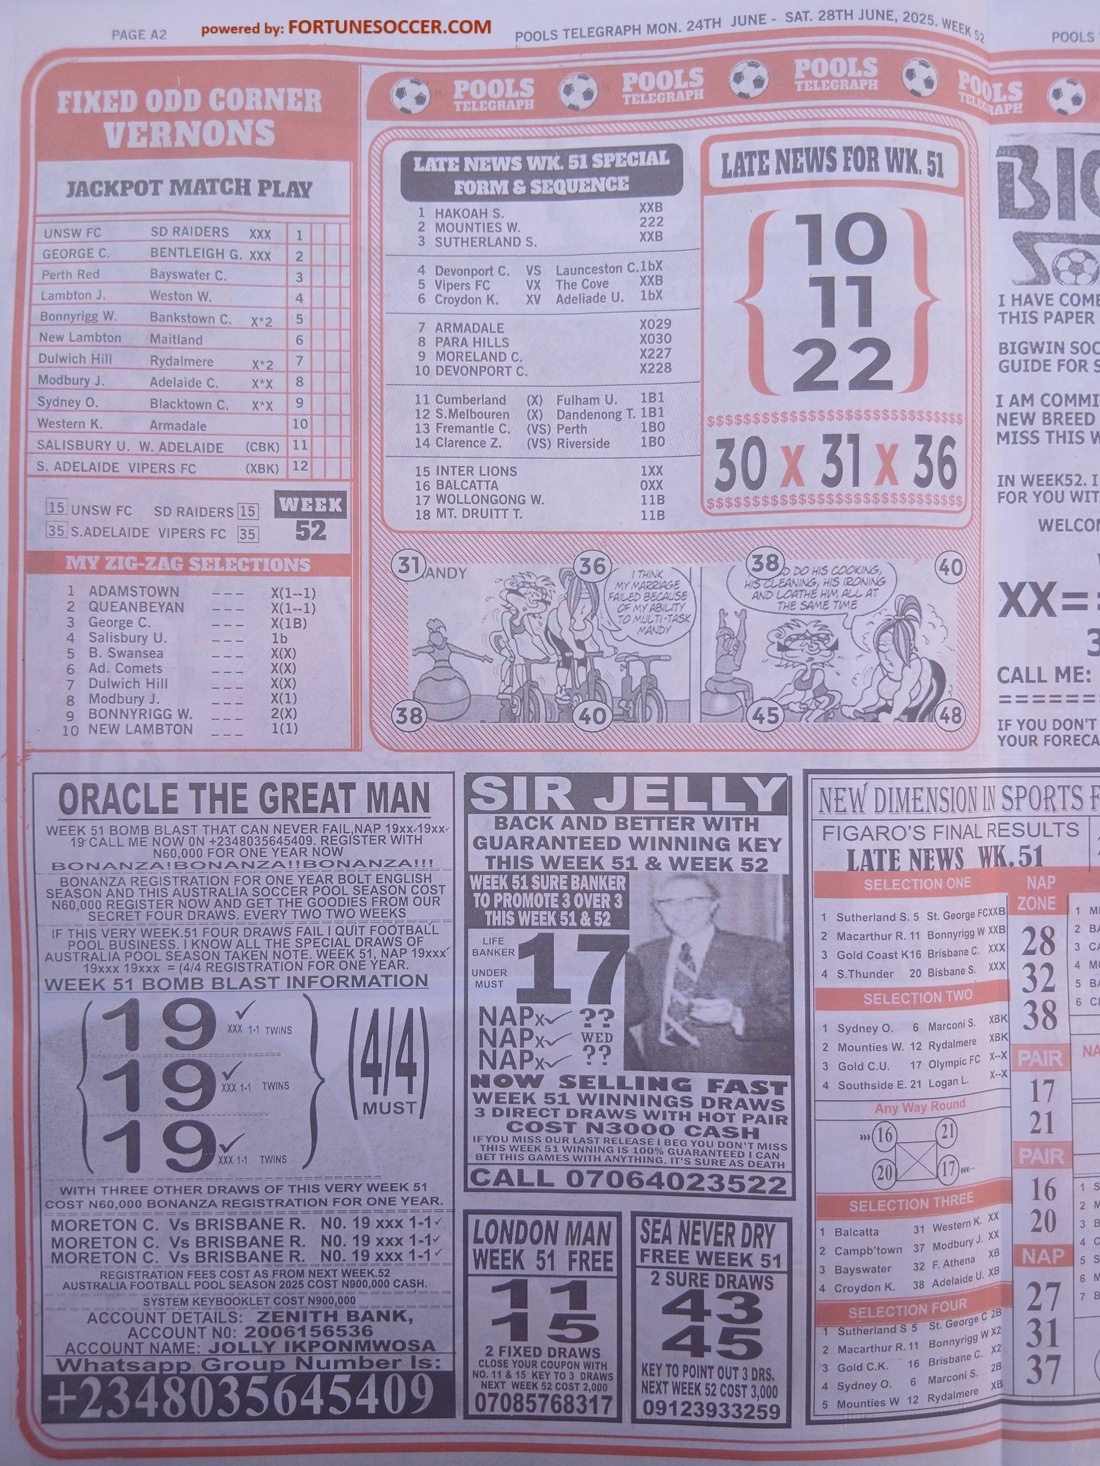 PAGE A2
powered by: FORTUNESOCCER.COM
POOLS TELEGRAPH MON. 24TH JUNE - SAT. 28TH JUNE, 2025. WEEK 52
POOLS
FIXED ODD CORNER
VERNONS
JACKPOT MATCH PLAY
UNSW FC SD RAIDERS XXX 1
GEORGE C. BENTLEIGH G. XXX 2
Perth Red Bayswater C. 3
Lambton J. Weston W. 4
Bonnyrigg W. Bankstown C. X*2 5
New Lambton Maitland 6
Dulwich Hill Rydalmere X*2 7
Modbury J. Adelaide C. X*X 8
Sydney O. Blacktown C. X*X 9
Western K. Armadale 10
SALISBURY U. W. ADELAIDE (CBK) 11
S. ADELAIDE VIPERS FC (XBK) 12
15 UNSW FC SD RAIDERS 15
35 S.ADELAIDE VIPERS FC 35
WEEK
52
MY ZIG-ZAG SELECTIONS
1 ADAMSTOWN _ _ _ X(1--1)
2 QUEANBEYAN _ _ _ X(1--1)
3 George C. _ _ _ X(1B)
4 Salisbury U. _ _ _ 1b
5 B. Swansea _ _ _ X(X)
6 Ad. Comets _ _ _ X(X)
7 Dulwich Hill _ _ _ X(X)
8 Modbury J. _ _ _ X(1)
9 BONNYRIGG W. _ _ _ 2(X)
10 NEW LAMBTON _ _ _ 1(1)
POOLS TELEGRAPH
POOLS TELEGRAPH
POOLS TELEGRAPH
POOLS TELEGRAPH
LATE NEWS WK. 51 SPECIAL
FORM & SEQUENCE
1 HAKOAH S. XXB
2 MOUNTIES W. 222
3 SUTHERLAND S. XXB
4 Devonport C. VS Launceston C. 1bX
5 Vipers FC VX The Cove XXB
6 Croydon K. XV Adeliade U. 1bX
7 ARMADALE X029
8 PARA HILLS X030
9 MORELAND C. X227
10 DEVONPORT C. X228
11 Cumberland (X) Fulham U. 1B1
12 S.Melbouren (X) Dandenong T. 1B1
13 Fremantle C. (VS) Perth 1B0
14 Clarence Z. (VS) Riverside 1B0
15 INTER LIONS 1XX
16 BALCATTA 0XX
17 WOLLONGONG W. 11B
18 MT. DRUITT T. 11B
LATE NEWS FOR WK. 51
10
11
22
$$$$$$$$$$$$$$$$$$$$$$$$$$$$$
30 X 31 X 36
$$$$$$$$$$$$$$$$$$$$$$$$$$$$$
31 ANDY 36 38 40
I THINK
MY MARRIAGE
FAILED BECAUSE
OF MY ABILITY
TO MULTI-TASK
MANDY
DO HIS COOKING,
HIS CLEANING, HIS IRONING
AND LOATHE HIM ALL AT
THE SAME TIME
38 40 45 48
BIG
I HAVE COME
THIS PAPER
BIGWIN SOC
GUIDE FOR S
I AM COMMI
NEW BREED
MISS THIS W
IN WEEK52. I
FOR YOU WIT
WELCO
XX=
3
CALL ME:
=======
IF YOU DON'T
YOUR FORECA
ORACLE THE GREAT MAN
WEEK 51 BOMB BLAST THAT CAN NEVER FAIL,NAP 19xx✓19xx✓
19 CALL ME NOW ON +2348035645409. REGISTER WITH
N60,000 FOR ONE YEAR NOW
BONANZA!BONANZA!!BONANZA!!!
BONANZA REGISTRATION FOR ONE YEAR BOLT ENGLISH
SEASON AND THIS AUSTRALIA SOCCER POOL SEASON COST
N60,000 REGISTER NOW AND GET THE GOODIES FROM OUR
SECRET FOUR DRAWS. EVERY TWO TWO WEEKS
IF THIS VERY WEEK.51 FOUR DRAWS FAIL I QUIT FOOTBALL
POOL BUSINESS. I KNOW ALL THE SPECIAL DRAWS OF
AUSTRALIA POOL SEASON TAKEN NOTE. WEEK 51, NAP 19xxx✓
19xxx 19xxx = (4/4 REGISTRATION FOR ONE YEAR.
WEEK 51 BOMB BLAST INFORMATION
19 ✓ XXX 1-1 TWINS
19 ✓ XXX 1-1 TWINS
19 ✓ XXX 1-1 TWINS
(4/4)
MUST
WITH THREE OTHER DRAWS OF THIS VERY WEEK 51
COST N60,000 BONANZA REGISTRATION FOR ONE YEAR.
MORETON C. Vs BRISBANE R. N0. 19 xxx 1-1✓
MORETON C. Vs BRISBANE R. N0. 19 xxx 1-1✓
MORETON C. Vs BRISBANE R. N0. 19 xxx 1-1✓
REGISTRATION FEES COST AS FROM NEXT WEEK.52
AUSTRALIA FOOTBALL POOL SEASON 2025 COST N900,000 CASH.
SYSTEM KEYBOOKLET COST N900,000
ACCOUNT DETAILS: ZENITH BANK,
ACCOUNT N0: 2006156536
ACCOUNT NAME: JOLLY IKPONMWOSA
Whatsapp Group Number Is:
+2348035645409
SIR JELLY
BACK AND BETTER WITH
GUARANTEED WINNING KEY
THIS WEEK 51 & WEEK 52
WEEK 51 SURE BANKER
TO PROMOTE 3 OVER 3
THIS WEEK 51 & 52
LIFE
BANKER
UNDER
MUST
17
NAPX✓ ??
NAPX✓ WED
NAPX✓ ??
NOW SELLING FAST
WEEK 51 WINNINGS DRAWS
3 DIRECT DRAWS WITH HOT PAIR
COST N3000 CASH
IF YOU MISS OUR LAST RELEASE I BEG YOU DON'T MISS
THIS WEEK 51 WINNING IS 100% GUARANTEED I CAN
BET THIS GAMES WITH ANYTHING, IT'S SURE AS DEATH
CALL 07064023522
LONDON MAN
WEEK 51 FREE
11
15
2 FIXED DRAWS
CLOSE YOUR COUPON WITH
NO. 11 & 15 KEY TO 3 DRAWS
NEXT WEEK 52 COST 2,000
07085768317
SEA NEVER DRY
FREE WEEK 51
2 SURE DRAWS
43
45
KEY TO POINT OUT 3 DRS.
NEXT WEEK 52 COST 3,000
09123933259
NEW DIMENSION IN SPORTS F
FIGARO'S FINAL RESULTS
LATE NEWS WK. 51
SELECTION ONE
1 Sutherland S. 5 St. George FC XXB
2 Macarthur R. 11 Bonnyrigg W XXB
3 Gold Coast K 16 Brisbane C. XXX
4 S.Thunder 20 Bisbane S. XXX
SELECTION TWO
1 Sydney O. 6 Marconi S. XBK
2 Mounties W. 12 Rydalmere XBK
3 Gold C.U. 17 Olympic FC X--X
4 Southside E. 21 Logan L. X--X
Any Way Round
16 21
20 17
SELECTION THREE
1 Balcatta 31 Western K. XX
2 Campb'town 37 Modbury J. XX
3 Bayswater 32 F. Athena XB
4 Croydon K. 38 Adelaide U. XB
SELECTION FOUR
1 Sutherland S 5 St. George C 2B
2 Macarthur R. 11 Bonnyrigg W X2
3 Gold C.K. 16 Brisbane C. X2
4 Sydney O. 6 Marconi S. 2B
5 Mounties W 12 Rydalmere XB
NAP
ZONE
28
32
38
PAIR
17
21
PAIR
16
20
NAP
27
31
37